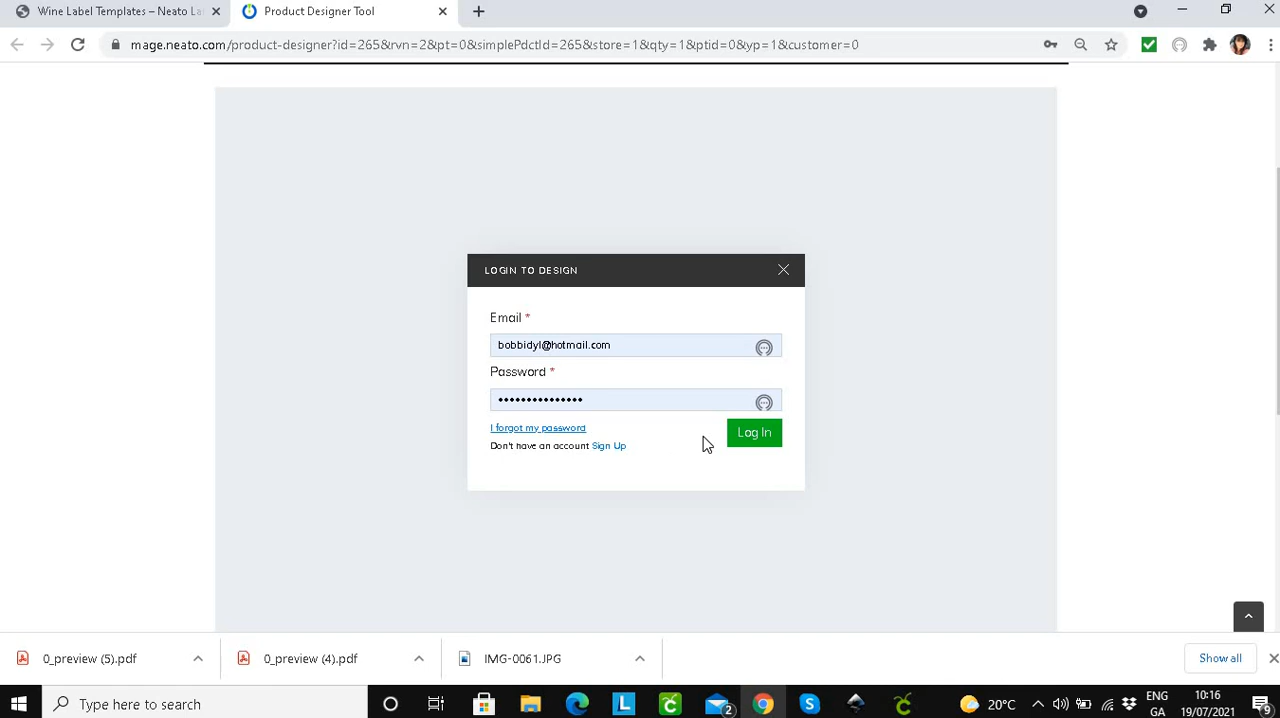 Wine Label Templates – Neato La
Product Designer Tool
mage.neato.com/product-designer?id=265&rvn=2&pt=0&simplePdctId=265&store=1&qty=1&ptid=0&yp=1&customer=0
LOGIN TO DESIGN
Email *
bobbidyl@hotmail.com
Password *
•••••••••••••••
I forgot my password
Log In
Don't have an account Sign Up
0_preview (5).pdf
0_preview (4).pdf
IMG-0061.JPG
Show all
Type here to search
L
2
20°C
ENG
GA
10:16
19/07/2021
9